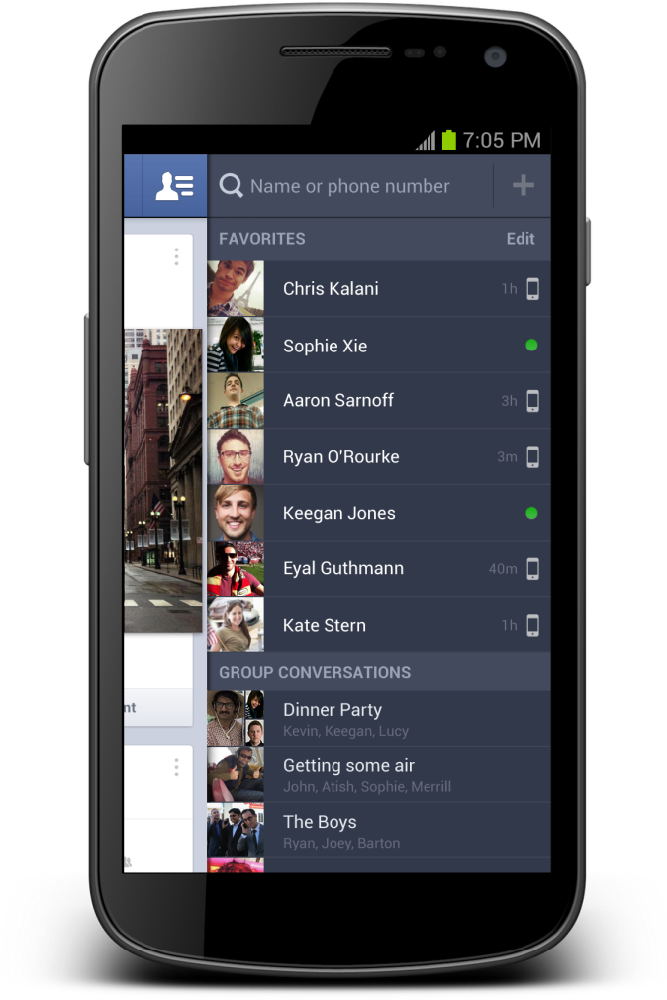 7:05 PM
Name or phone number
FAVORITES Edit
Chris Kalani 1h
Sophie Xie
Aaron Sarnoff 3h
Ryan O'Rourke 3m
Keegan Jones
Eyal Guthmann 40m
Kate Stern 1h
GROUP CONVERSATIONS
nt
Dinner Party
Kevin, Keegan, Lucy
Getting some air
John, Atish, Sophie, Merrill
The Boys
Ryan, Joey, Barton